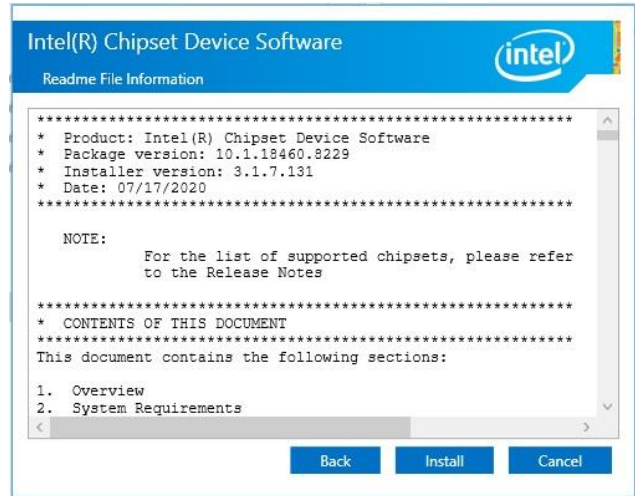 Intel(R) Chipset Device Software
intel
Readme File Information
************************************************************
*  Product: Intel(R) Chipset Device Software
*  Package version: 10.1.18460.8229
*  Installer version: 3.1.7.131
*  Date: 07/17/2020
************************************************************
NOTE:
For the list of supported chipsets, please refer
to the Release Notes
************************************************************
*  CONTENTS OF THIS DOCUMENT
************************************************************
This document contains the following sections:
1.  Overview
2.  System Requirements
Back Install Cancel